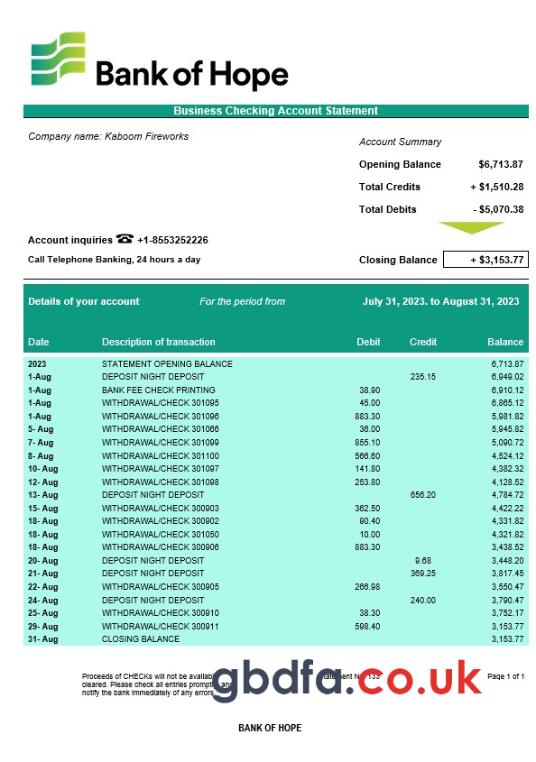 Bank of Hope
Business Checking Account Statement
Company name: Kaboom Fireworks
Account Summary
Opening Balance $6,713.87
Total Credits + $1,510.28
Total Debits - $5,070.38
Account inquiries ☎ +1-8553252226
Call Telephone Banking, 24 hours a day
Closing Balance + $3,153.77
Details of your account For the period from July 31, 2023. to August 31, 2023
Date Description of transaction Debit Credit Balance
2023 STATEMENT OPENING BALANCE 6,713.87
1-Aug DEPOSIT NIGHT DEPOSIT 235.15 6,949.02
1-Aug BANK FEE CHECK PRINTING 38.90 6,910.12
1-Aug WITHDRAWAL/CHECK 301095 45.00 6,865.12
1-Aug WITHDRAWAL/CHECK 301096 883.30 5,981.82
5- Aug WITHDRAWAL/CHECK 301066 36.00 5,945.82
7- Aug WITHDRAWAL/CHECK 301099 855.10 5,090.72
8- Aug WITHDRAWAL/CHECK 301100 566.60 4,524.12
10- Aug WITHDRAWAL/CHECK 301097 141.80 4,382.32
12- Aug WITHDRAWAL/CHECK 301098 253.80 4,128.52
13- Aug DEPOSIT NIGHT DEPOSIT 656.20 4,784.72
15- Aug WITHDRAWAL/CHECK 300903 362.50 4,422.22
18- Aug WITHDRAWAL/CHECK 300902 90.40 4,331.82
18- Aug WITHDRAWAL/CHECK 301050 10.00 4,321.82
18- Aug WITHDRAWAL/CHECK 300906 883.30 3,438.52
20- Aug DEPOSIT NIGHT DEPOSIT 9.68 3,448.20
21- Aug DEPOSIT NIGHT DEPOSIT 369.25 3,817.45
22- Aug WITHDRAWAL/CHECK 300905 266.98 3,550.47
24- Aug DEPOSIT NIGHT DEPOSIT 240.00 3,790.47
25- Aug WITHDRAWAL/CHECK 300910 38.30 3,752.17
29- Aug WITHDRAWAL/CHECK 300911 598.40 3,153.77
31- Aug CLOSING BALANCE 3,153.77
Proceeds of CHECKs will not be Page 1 of 1
cleared. Please check all entries
notify the bank immediately of any errors
gbdfa.co.uk
BANK OF HOPE